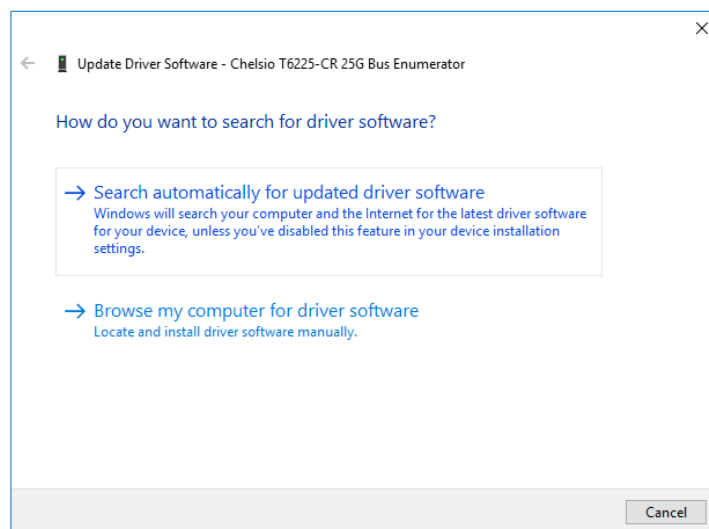 Update Driver Software - Chelsio T6225-CR 25G Bus Enumerator
How do you want to search for driver software?
Search automatically for updated driver software
Windows will search your computer and the Internet for the latest driver software
for your device, unless you've disabled this feature in your device installation
settings.
Browse my computer for driver software
Locate and install driver software manually.
Cancel